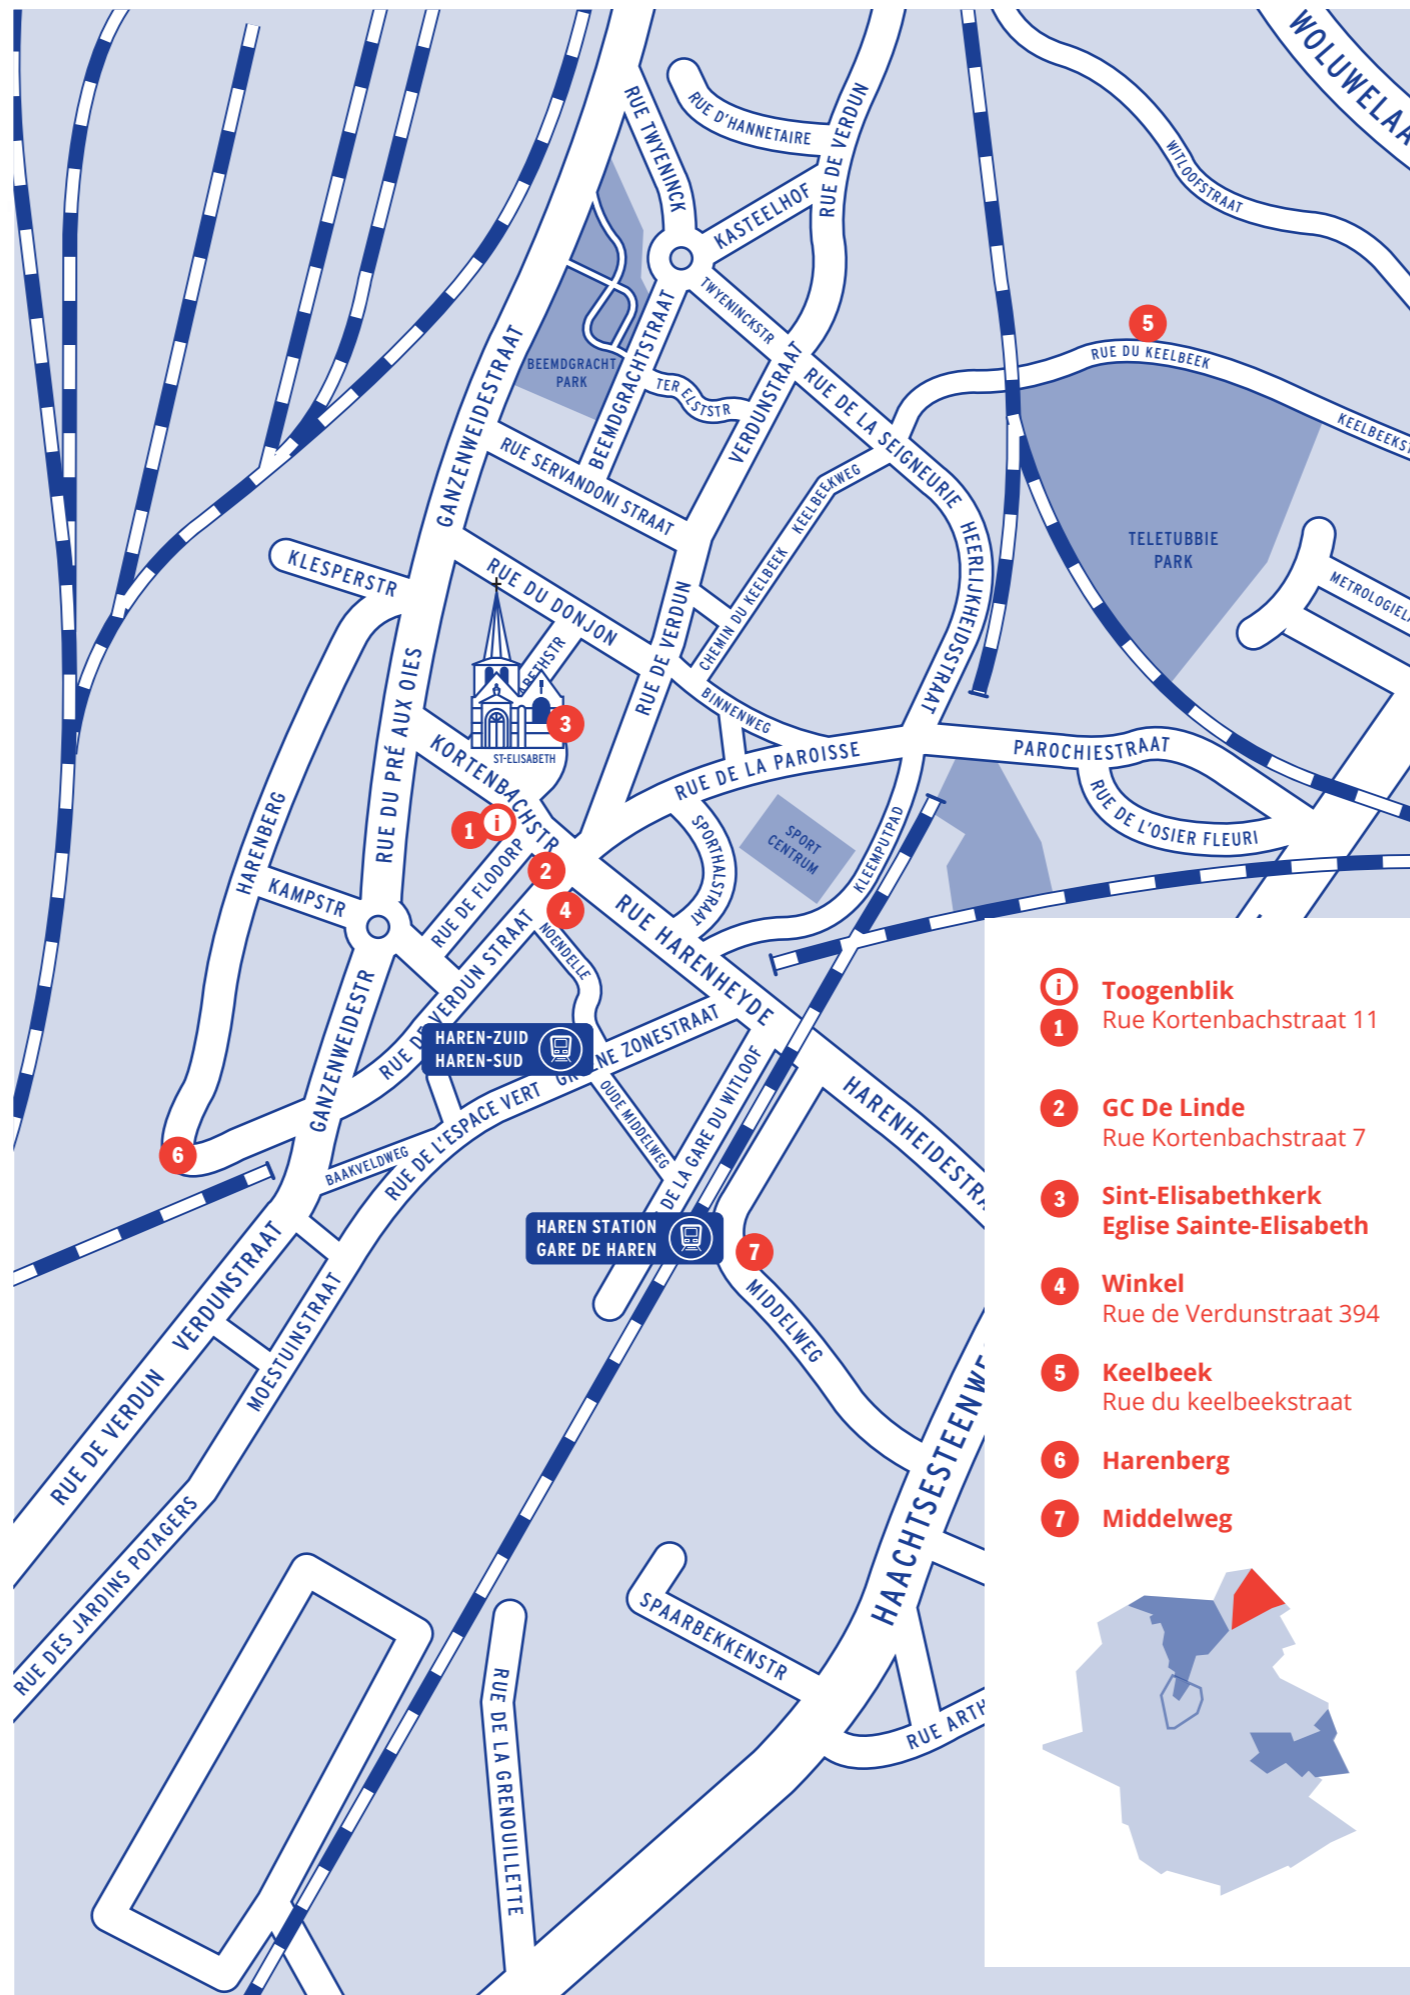 WOLUWELAA
RUE TWYENINCK
RUE D'HANNETAIRE
RUE DE VERDUN
WITLOOFSTRAAT
KASTEELHOF
TWYENINCKSTR
5
RUE DU KEELBEEK
KEELBEEKST
GANZENWEIDESTRAAT
BEEMDGRACHT
PARK
BEEMDGRACHTSTRAAT
TER ELSTSTR
VERDUNSTRAAT
RUE DE LA SEIGNEURIE
HEERLIJKHEIDSSTRAAT
RUE SERVANDONI STRAAT
KEELBEEKWEG
CHEMIN DU KEELBEEK
TELETUBBIE
PARK
METROLOGIELA
KLESPERSTR
RUE DU DONJON
ABETHSTR
RUE DE VERDUN
BINNENWEG
3
ST-ELISABETH
RUE DU PRÉ AUX OIES
KORTENBACHSTR
RUE DE LA PAROISSE
PAROCHIESTRAAT
RUE DE L'OSIER FLEURI
HARENBERG
KAMPSTR
1
i
2
4
RUE DE FLODORP
SPORTHALSTRAAT
SPORT
CENTRUM
KLEEMPUTPAD
RUE HARENHEYDE
NOENDELLE
RUE DE VERDUN STRAAT
GANZENWEIDESTR
HAREN-ZUID
HAREN-SUD
GROENE ZONESTRAAT
RUE DE L'ESPACE VERT
OUDE MIDDELWEG
DE LA GARE DU WITLOOF
HARENHEIDESTRA
BAAKVELDWEG
6
HAREN STATION
GARE DE HAREN
7
MIDDELWEG
VERDUNSTRAAT
RUE DE VERDUN
MOESTUINSTRAAT
RUE DES JARDINS POTAGERS
HAACHTSESTEENWE
SPAARBEKKENSTR
RUE DE LA GRENOUILLETTE
RUE ARTH
i
Toogenblik
1
Rue Kortenbachstraat 11
2
GC De Linde
Rue Kortenbachstraat 7
3
Sint-Elisabethkerk
Eglise Sainte-Elisabeth
4
Winkel
Rue de Verdunstraat 394
5
Keelbeek
Rue du keelbeekstraat
6
Harenberg
7
Middelweg